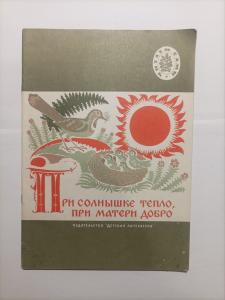 При солнышке тепло,
при матери добро
ИЗДАТЕЛЬСТВО "ДЕТСКАЯ ЛИТЕРАТУРА"